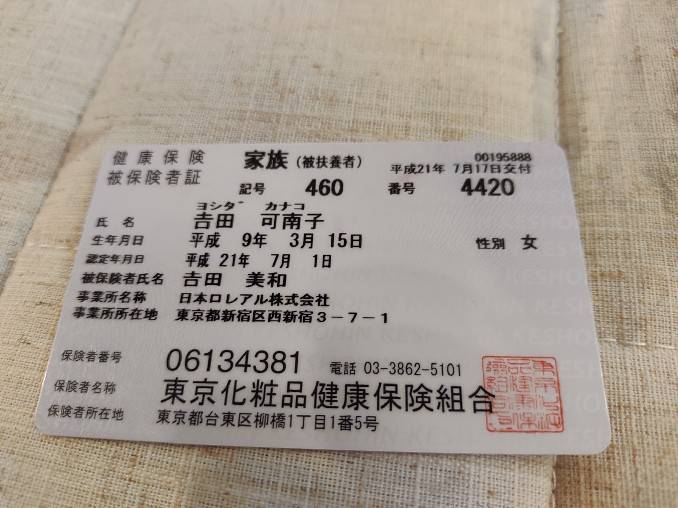 健康保険 家族(被扶養者) 00195888
被保険者証 平成21年 7月17日交付
記号 460 番号 4420
ヨシダ カナコ
氏名 吉田 可南子
生年月日 平成 9年 3月 15日 性別 女
認定年月日 平成 21年 7月 1日
被保険者氏名 吉田 美和
事業所名称 日本ロレアル株式会社
事業所所在地 東京都新宿区西新宿3-7-1
保険者番号 06134381 電話 03-3862-5101
保険者名称 東京化粧品健康保険組合
保険者所在地 東京都台東区柳橋1丁目1番5号